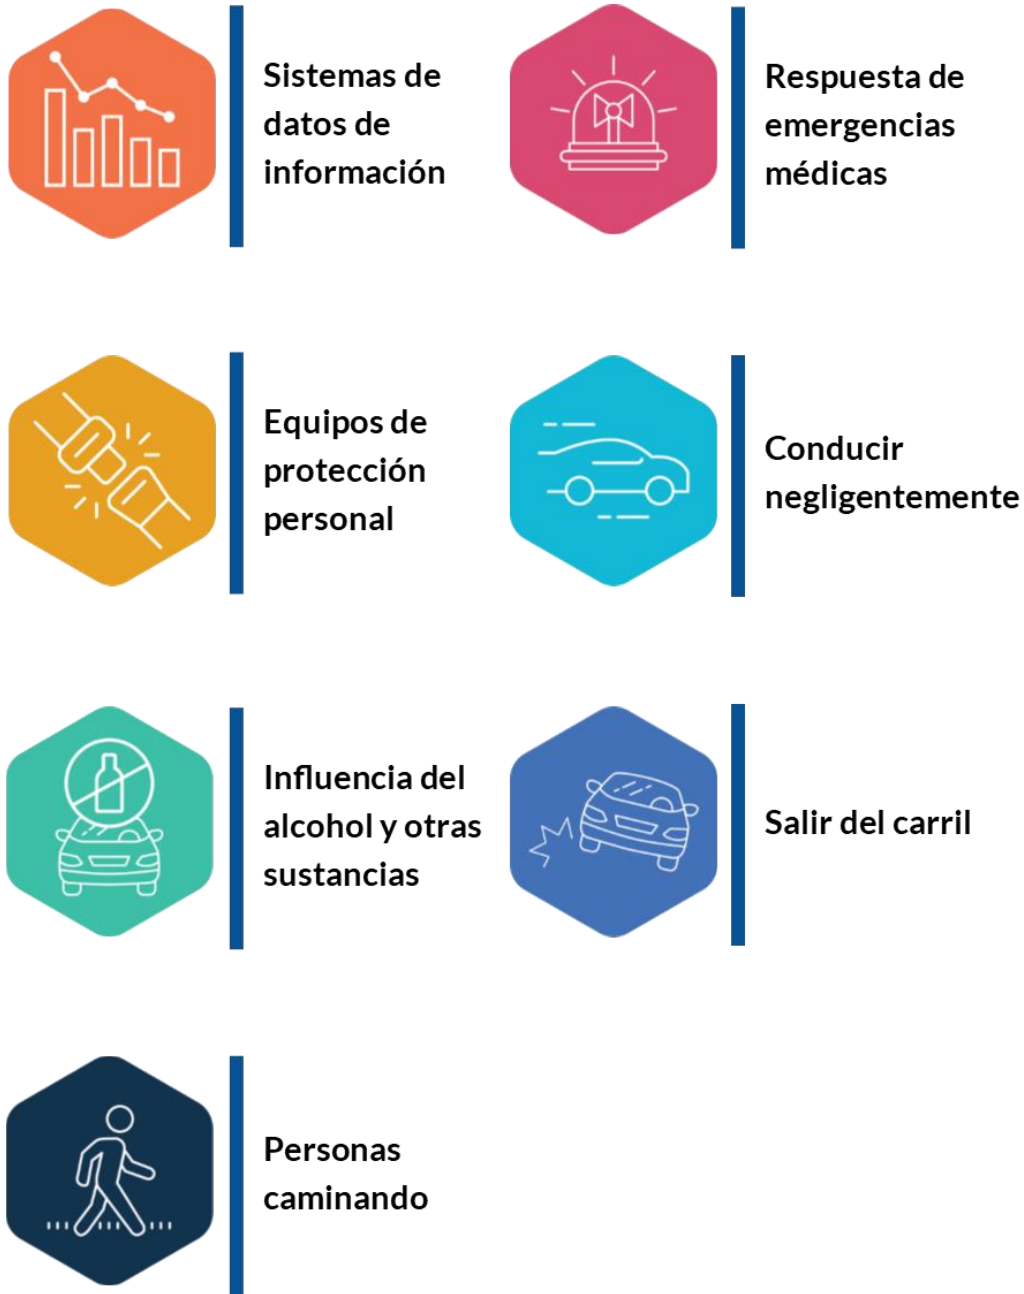 Sistemas de
datos de
información
Respuesta de
emergencias
médicas
Equipos de
protección
personal
Conducir
negligentemente
Influencia del
alcohol y otras
sustancias
Salir del carril
Personas
caminando